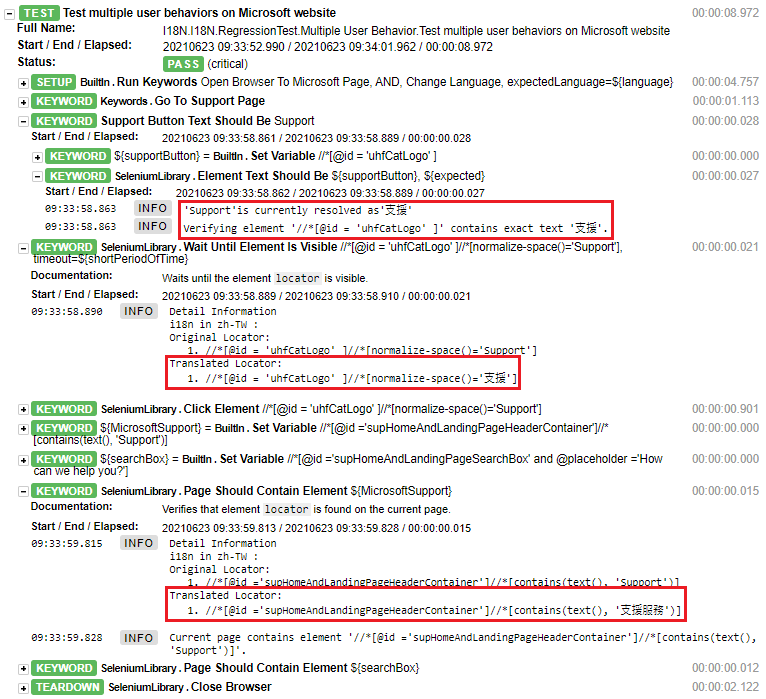 TEST Test multiple user behaviors on Microsoft website 00:00:08.972
Full Name: I18N.I18N.RegressionTest.Multiple User Behavior.Test multiple user behaviors on Microsoft website
Start / End / Elapsed: 20210623 09:33:52.990 / 20210623 09:34:01.962 / 00:00:08.972
Status: PASS (critical)
SETUP BuiltIn . Run Keywords Open Browser To Microsoft Page, AND, Change Language, expectedLanguage=${language} 00:00:04.757
KEYWORD Keywords . Go To Support Page 00:00:01.113
KEYWORD Support Button Text Should Be Support 00:00:00.028
Start / End / Elapsed: 20210623 09:33:58.861 / 20210623 09:33:58.889 / 00:00:00.028
KEYWORD ${supportButton} = BuiltIn . Set Variable //*[@id = 'uhfCatLogo' ] 00:00:00.000
KEYWORD SeleniumLibrary . Element Text Should Be ${supportButton}, ${expected} 00:00:00.027
Start / End / Elapsed: 20210623 09:33:58.862 / 20210623 09:33:58.889 / 00:00:00.027
09:33:58.863 INFO 'Support'is currently resolved as'支援'
09:33:58.863 INFO Verifying element '//*[@id = 'uhfCatLogo' ]' contains exact text '支援'.
KEYWORD SeleniumLibrary . Wait Until Element Is Visible //*[@id = 'uhfCatLogo' ]//*[normalize-space()='Support'], 00:00:00.021
timeout=${shortPeriodOfTime}
Documentation: Waits until the element locator is visible.
Start / End / Elapsed: 20210623 09:33:58.889 / 20210623 09:33:58.910 / 00:00:00.021
09:33:58.890 INFO Detail Information
i18n in zh-TW :
Original Locator:
1. //*[@id = 'uhfCatLogo' ]//*[normalize-space()='Support']
Translated Locator:
1. //*[@id = 'uhfCatLogo' ]//*[normalize-space()='支援']
KEYWORD SeleniumLibrary . Click Element //*[@id = 'uhfCatLogo' ]//*[normalize-space()='Support'] 00:00:00.901
KEYWORD ${MicrosoftSupport} = BuiltIn . Set Variable //*[@id ='supHomeAndLandingPageHeaderContainer']//* 00:00:00.000
[contains(text(), 'Support')]
KEYWORD ${searchBox} = BuiltIn . Set Variable //*[@id ='supHomeAndLandingPageSearchBox' and @placeholder ='How 00:00:00.000
can we help you?']
KEYWORD SeleniumLibrary . Page Should Contain Element ${MicrosoftSupport} 00:00:00.015
Documentation: Verifies that element locator is found on the current page.
Start / End / Elapsed: 20210623 09:33:59.813 / 20210623 09:33:59.828 / 00:00:00.015
09:33:59.815 INFO Detail Information
i18n in zh-TW :
Original Locator:
1. //*[@id ='supHomeAndLandingPageHeaderContainer']//*[contains(text(), 'Support')]
Translated Locator:
1. //*[@id ='supHomeAndLandingPageHeaderContainer']//*[contains(text(), '支援服務')]
09:33:59.828 INFO Current page contains element '//*[@id ='supHomeAndLandingPageHeaderContainer']//*[contains(text(),
'Support')]'.
KEYWORD SeleniumLibrary . Page Should Contain Element ${searchBox} 00:00:00.012
TEARDOWN SeleniumLibrary . Close Browser 00:00:02.122